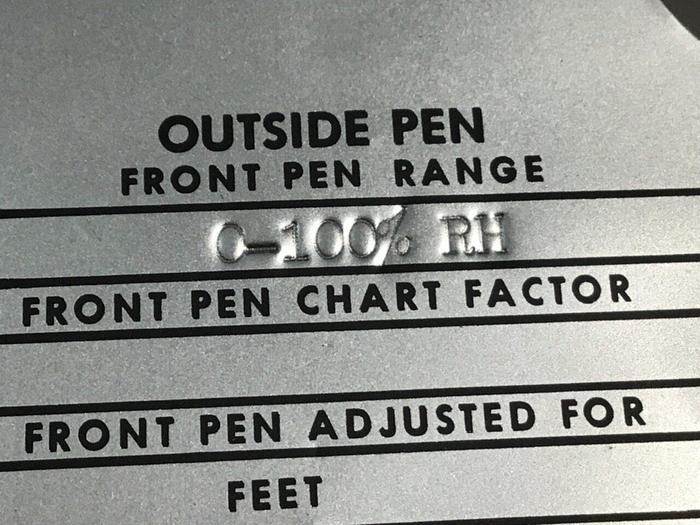 OUTSIDE PEN
FRONT PEN RANGE
0-100% RH
FRONT PEN CHART FACTOR
FRONT PEN ADJUSTED FOR
FEET